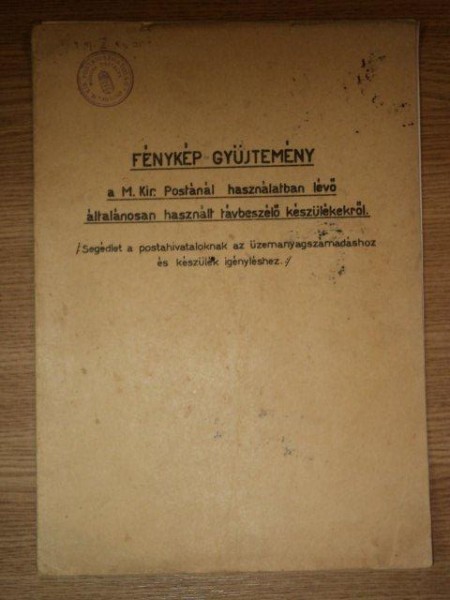 FÉNYKÉP GYÜJTEMÉNY
a M. Kir. Postánál használatban lévő
általánosan használt távbeszélő készülékekről.
/Segédlet a postahivataloknak az üzemanyagszámadáshoz
és készülék igényléshez./